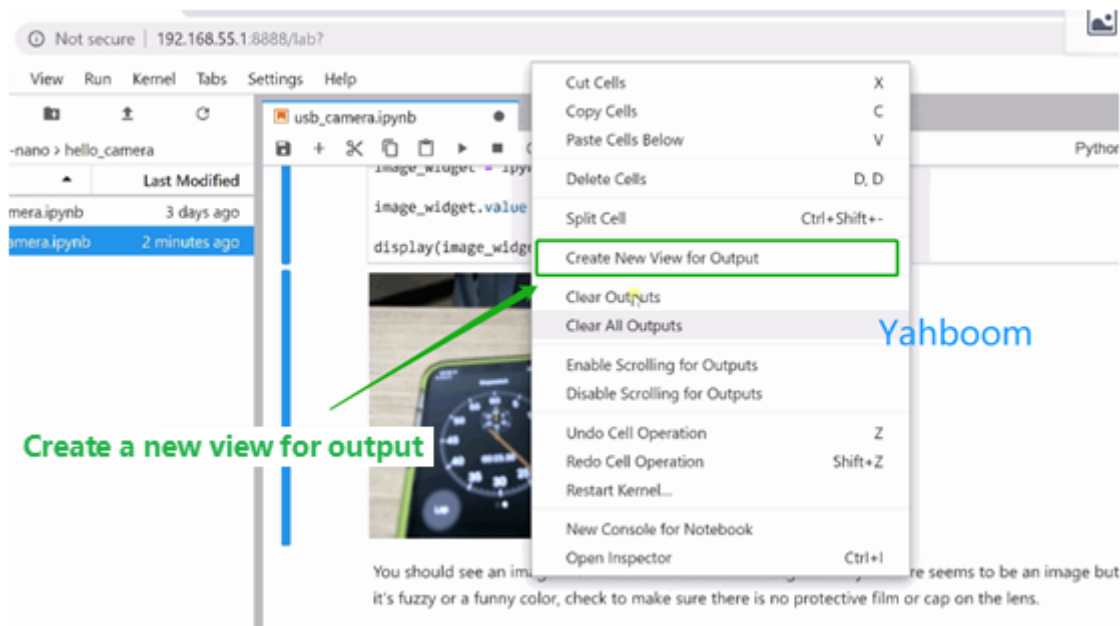 Not secure | 192.168.55.1:8888/lab?
View Run Kernel Tabs Settings Help
usb_camera.ipynb
-nano > hello_camera
Last Modified
mera.ipynb 3 days ago
amera.ipynb 2 minutes ago
image_widget = ipy
image_widget.value
display(image_widge
Cut Cells X
Copy Cells C
Paste Cells Below V
Delete Cells D, D
Split Cell Ctrl+Shift+-
Create New View for Output
Clear Outputs
Clear All Outputs
Enable Scrolling for Outputs
Disable Scrolling for Outputs
Undo Cell Operation Z
Redo Cell Operation Shift+Z
Restart Kernel...
New Console for Notebook
Open Inspector Ctrl+I
Python
Yahboom
Create a new view for output
You should see an im
re seems to be an image but
it's fuzzy or a funny color, check to make sure there is no protective film or cap on the lens.